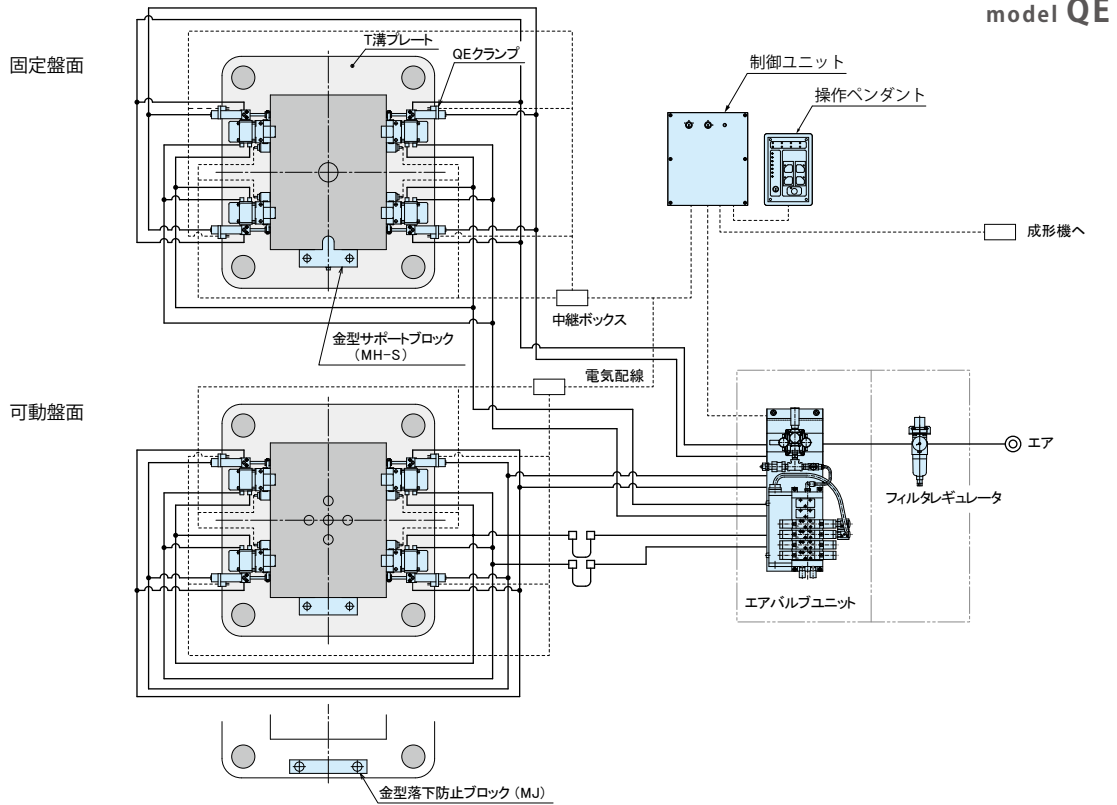 model QE
固定盤面
T溝プレート
QEクランプ
制御ユニット
操作ペンダント
成形機へ
中継ボックス
金型サポートブロック
(MH-S)
電気配線
可動盤面
エア
フィルタレギュレータ
エアバルブユニット
金型落下防止ブロック (MJ)